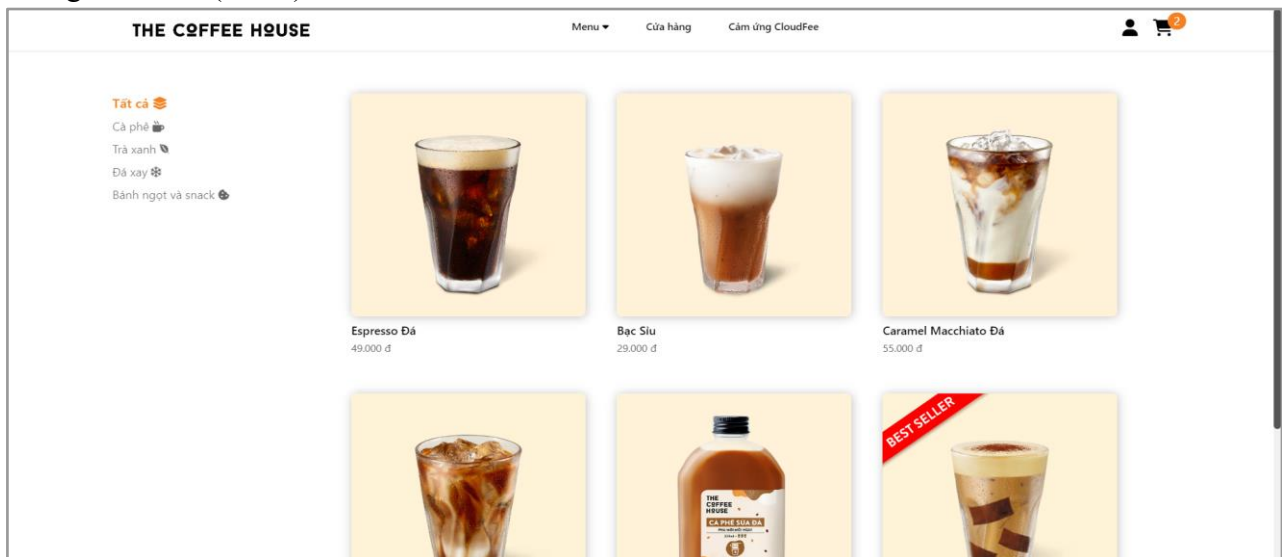 THE COFFEE HOUSE
Menu
Cửa hàng
Cảm ứng CloudFee
2
Tất cả
Cà phê
Trà xanh
Đá xay
Bánh ngọt và snack
Espresso Đá
49.000 đ
Bạc Sỉu
29.000 đ
Caramel Macchiato Đá
55.000 đ
THE
COFFEE
HOUSE
CÀ PHÊ SỮA ĐÁ
BEST SELLER